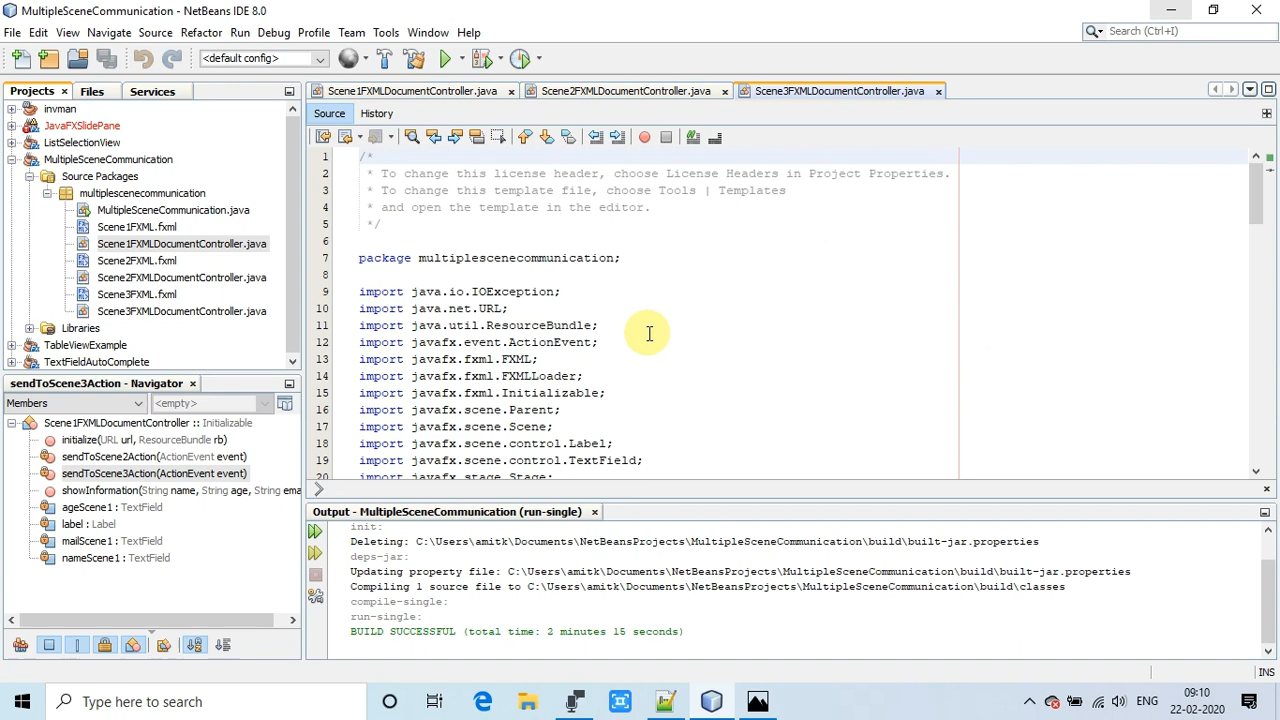 MultipleSceneCommunication - NetBeans IDE 8.0
File Edit View Navigate Source Refactor Run Debug Profile Team Tools Window Help
Search (Ctrl+I)
<default config>
Projects Files Services
invman
JavaFXSlidePane
ListSelectionView
MultipleSceneCommunication
Source Packages
multiplescenecommunication
MultipleSceneCommunication.java
Scene1FXML.fxml
Scene1FXMLDocumentController.java
Scene2FXML.fxml
Scene2FXMLDocumentController.java
Scene3FXML.fxml
Scene3FXMLDocumentController.java
Libraries
TableViewExample
TextFieldAutoComplete
sendToScene3Action - Navigator
Members <empty>
Scene1FXMLDocumentController :: Initializable
initialize(URL url, ResourceBundle rb)
sendToScene2Action(ActionEvent event)
sendToScene3Action(ActionEvent event)
showInformation(String name, String age, String ema
ageScene1 : TextField
label : Label
mailScene1 : TextField
nameScene1 : TextField
Scene1FXMLDocumentController.java Scene2FXMLDocumentController.java Scene3FXMLDocumentController.java
Source History
1 /*
2 * To change this license header, choose License Headers in Project Properties.
3 * To change this template file, choose Tools | Templates
4 * and open the template in the editor.
5 */
6
7 package multiplescenecommunication;
8
9 import java.io.IOException;
10 import java.net.URL;
11 import java.util.ResourceBundle;
12 import javafx.event.ActionEvent;
13 import javafx.fxml.FXML;
14 import javafx.fxml.FXMLLoader;
15 import javafx.fxml.Initializable;
16 import javafx.scene.Parent;
17 import javafx.scene.Scene;
18 import javafx.scene.control.Label;
19 import javafx.scene.control.TextField;
20 import javafx.stage.Stage;
Output - MultipleSceneCommunication (run-single)
init:
Deleting: C:\Users\amitk\Documents\NetBeansProjects\MultipleSceneCommunication\build\built-jar.properties
deps-jar:
Updating property file: C:\Users\amitk\Documents\NetBeansProjects\MultipleSceneCommunication\build\built-jar.properties
Compiling 1 source file to C:\Users\amitk\Documents\NetBeansProjects\MultipleSceneCommunication\build\classes
compile-single:
run-single:
BUILD SUCCESSFUL (total time: 2 minutes 15 seconds)
INS
Type here to search
ENG
09:10
22-02-2020